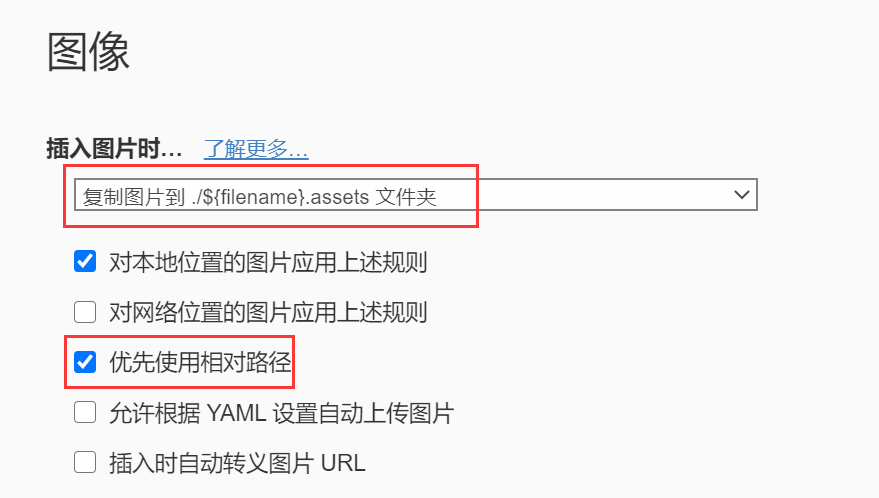 图像
插入图片时... 了解更多...
复制图片到 ./${filename}.assets 文件夹
对本地位置的图片应用上述规则
对网络位置的图片应用上述规则
优先使用相对路径
允许根据 YAML 设置自动上传图片
插入时自动转义图片 URL